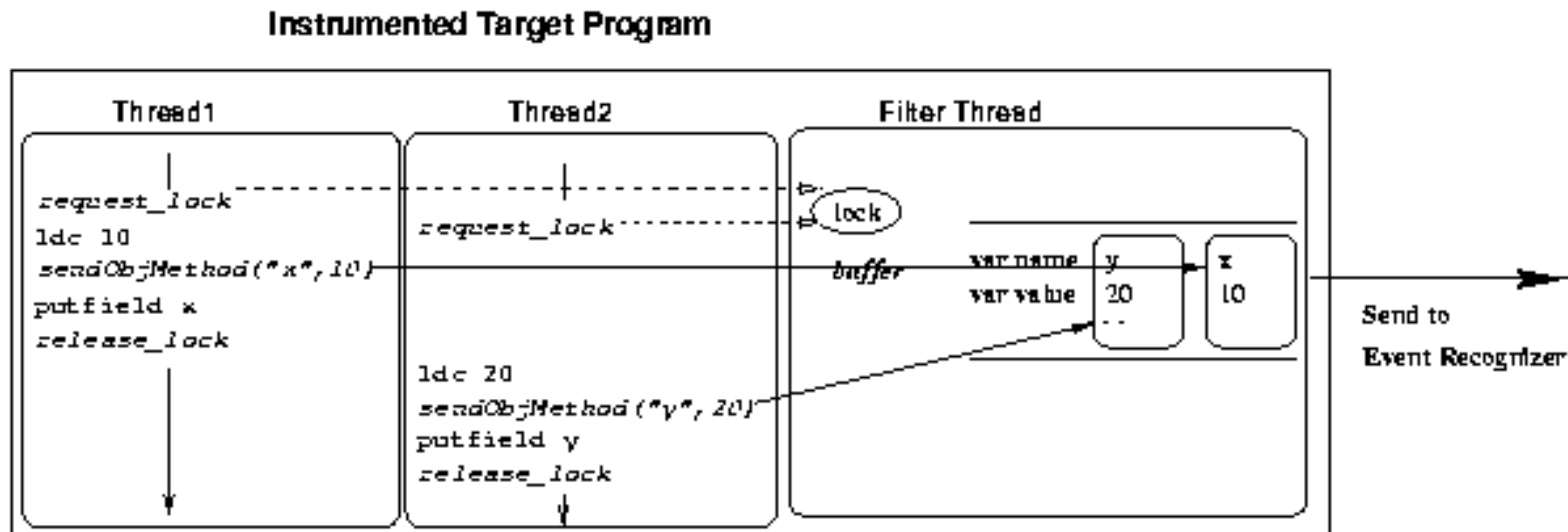 Instrumented Target Program
Thread1
request_lock
ldc 10
sendObjMethod("x",10)
putfield x
release_lock
Thread2
request_lock
ldc 20
sendObjMethod("y",20)
putfield y
release_lock
Filter Thread
lock
buffer
var name y x
var value 20 10
Send to
Event Recognizer